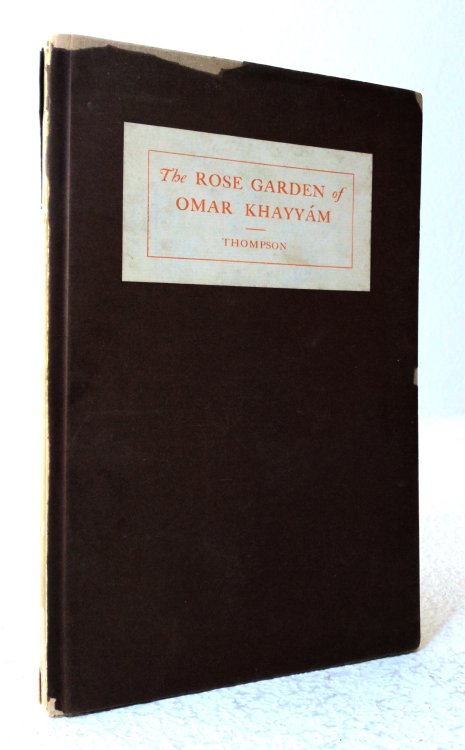 The ROSE GARDEN of
OMAR KHAYYÁM
THOMPSON